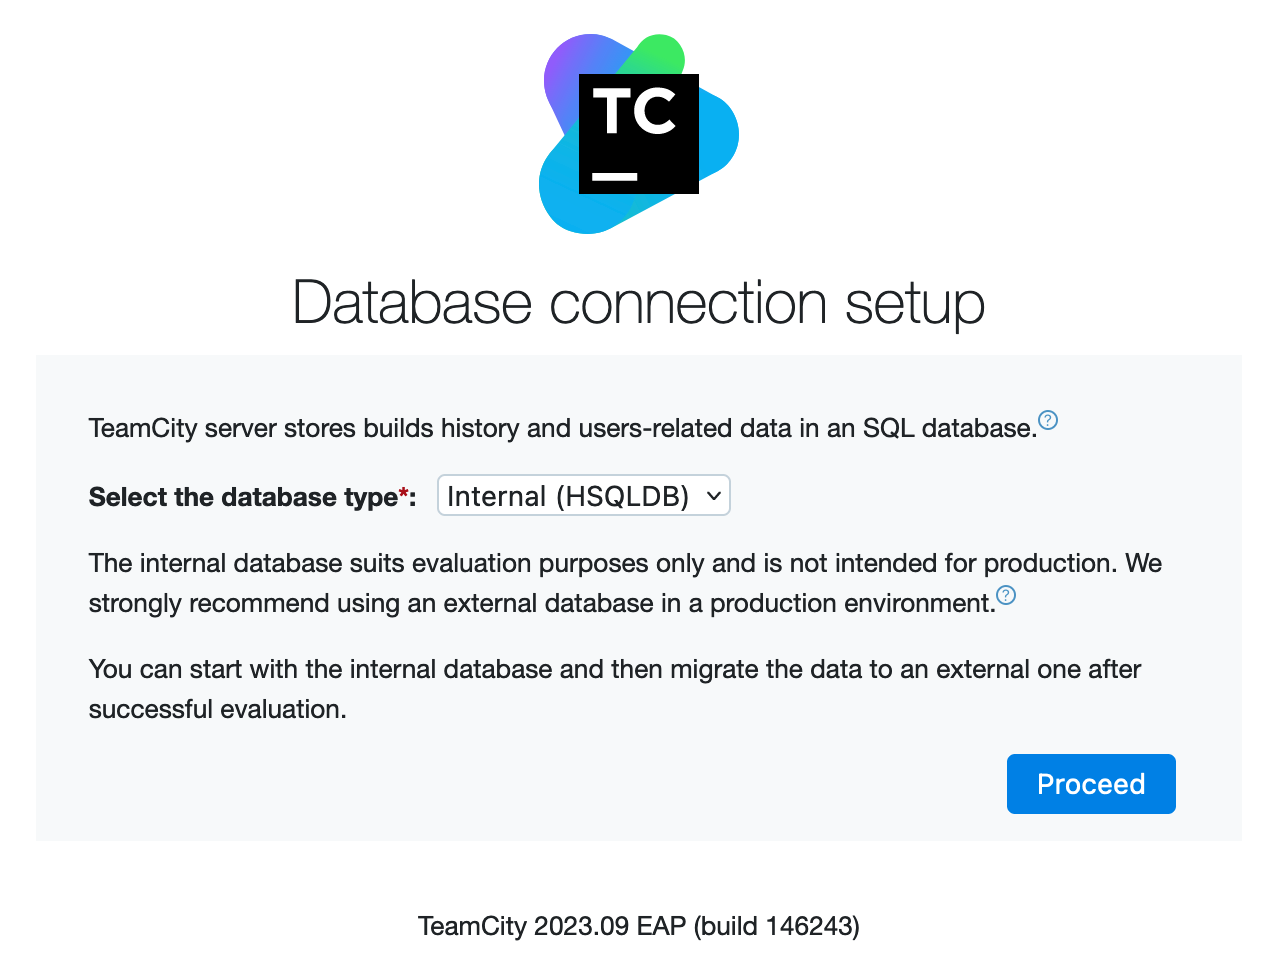 TC
Database connection setup
TeamCity server stores builds history and users-related data in an SQL database.?
Select the database type*: Internal (HSQLDB)
The internal database suits evaluation purposes only and is not intended for production. We
strongly recommend using an external database in a production environment.?
You can start with the internal database and then migrate the data to an external one after
successful evaluation.
Proceed
TeamCity 2023.09 EAP (build 146243)